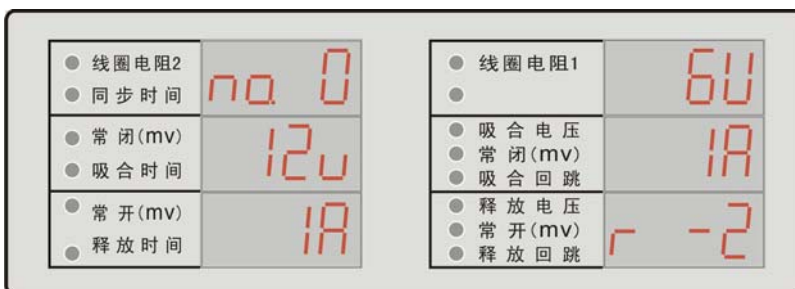 线圈电阻2
同步时间
no. 0
常闭(mv)
吸合时间
12u
常开(mv)
释放时间
1A
线圈电阻1
6U
吸合电压
常闭(mv)
吸合回跳
1A
释放电压
常开(mv)
释放回跳
r -2